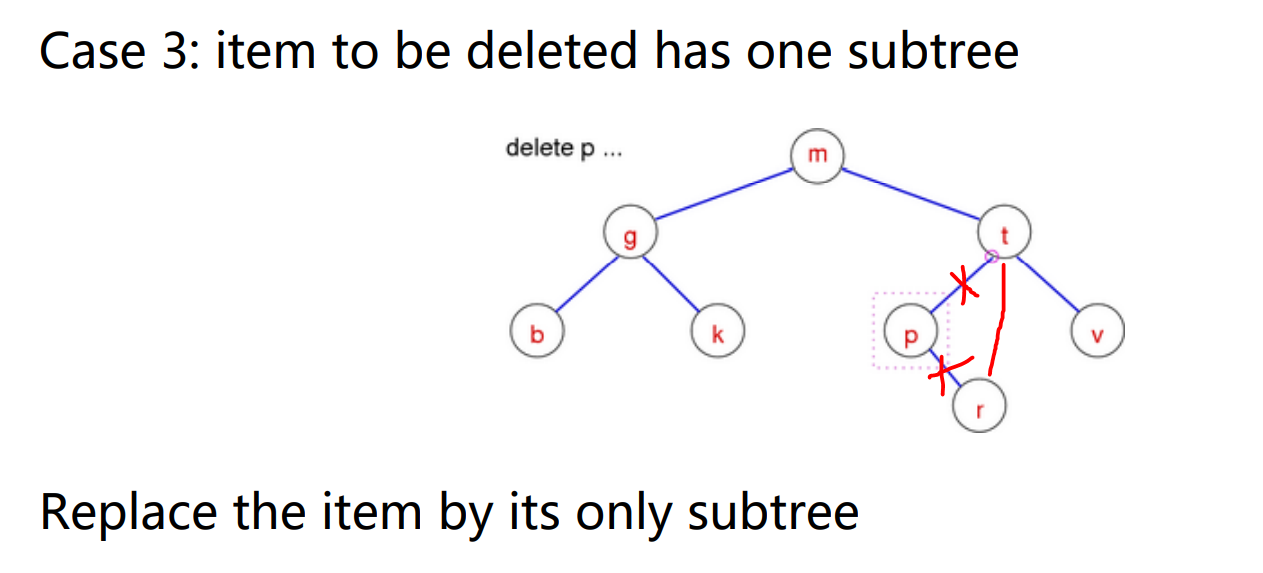 Case 3: item to be deleted has one subtree
delete p ...
m
g
t
b
k
p
v
r
Replace the item by its only subtree